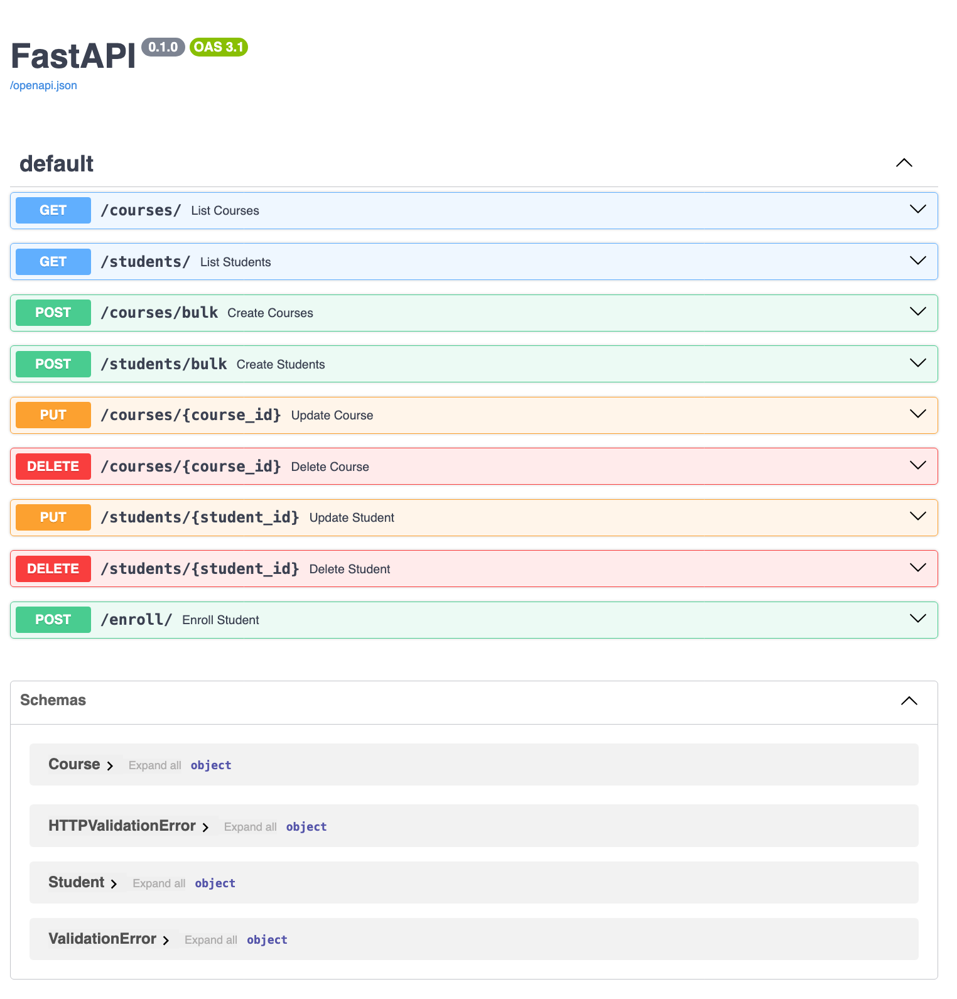 FastAPI 0.1.0 OAS 3.1
/openapi.json
default
GET /courses/ List Courses
GET /students/ List Students
POST /courses/bulk Create Courses
POST /students/bulk Create Students
PUT /courses/{course_id} Update Course
DELETE /courses/{course_id} Delete Course
PUT /students/{student_id} Update Student
DELETE /students/{student_id} Delete Student
POST /enroll/ Enroll Student
Schemas
Course Expand all object
HTTPValidationError Expand all object
Student Expand all object
ValidationError Expand all object